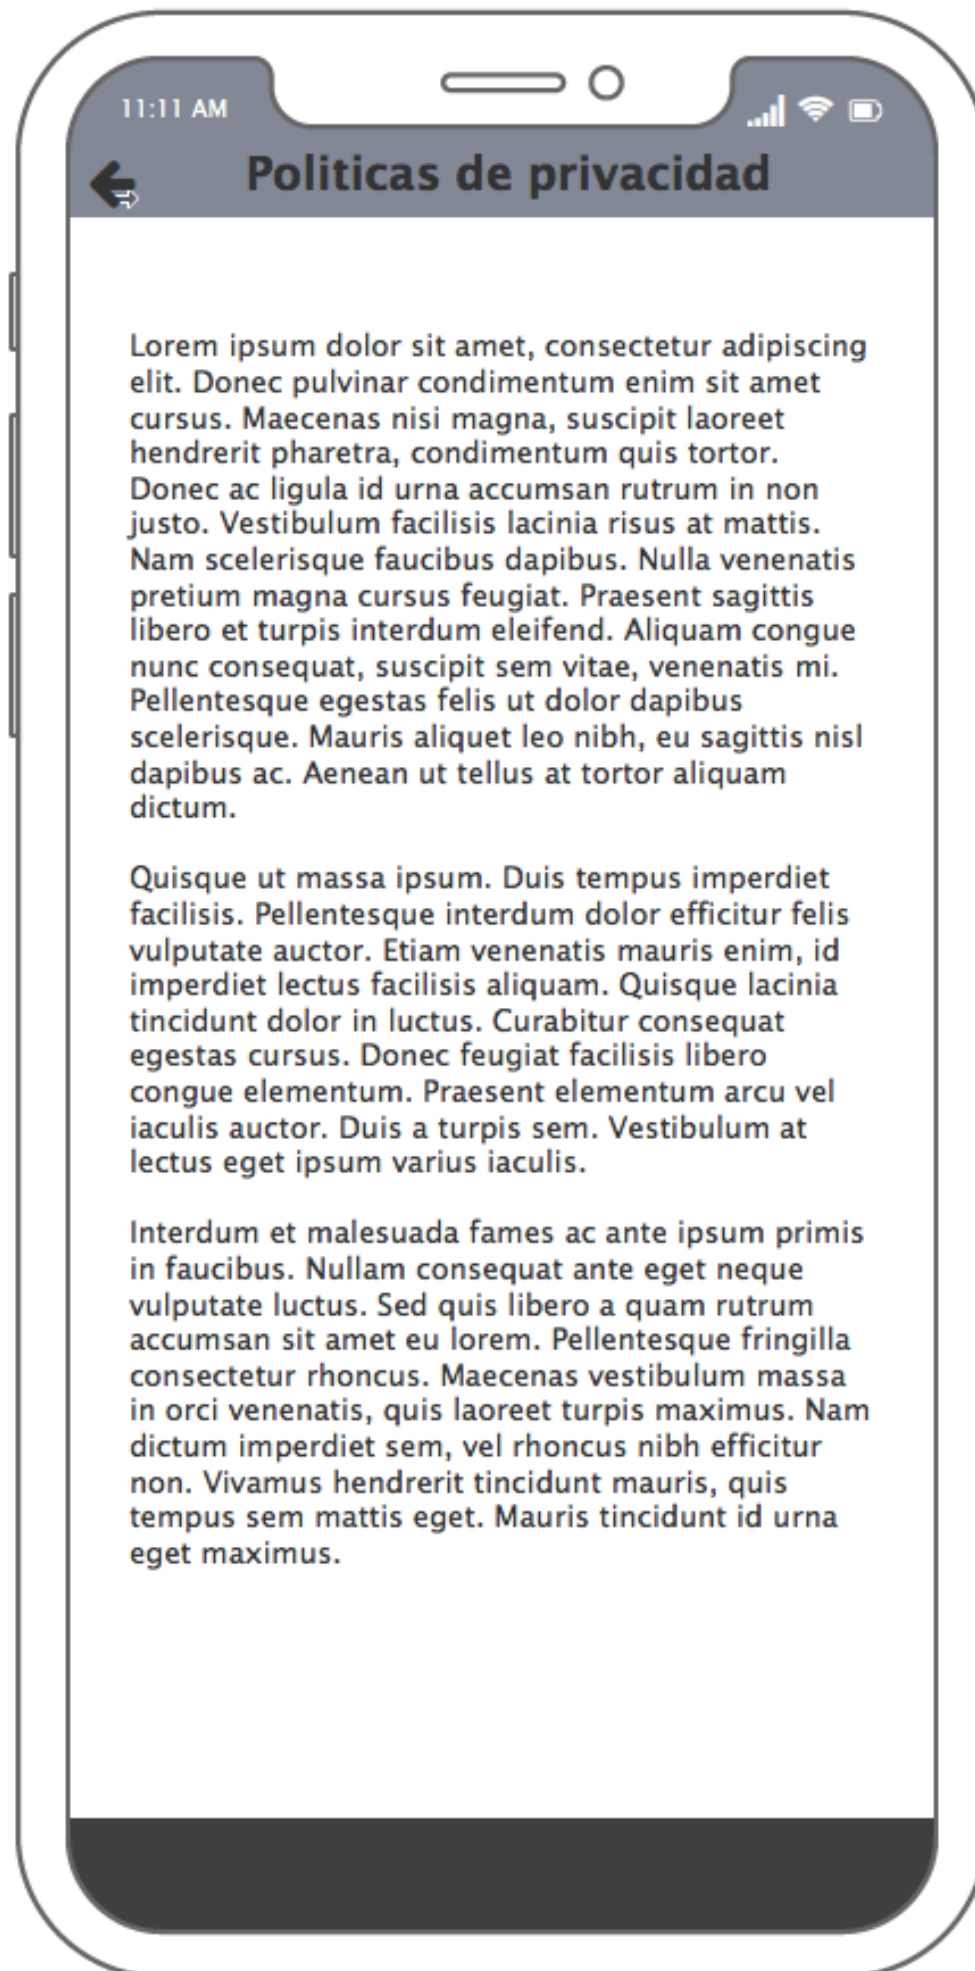 11:11 AM
Politicas de privacidad
Lorem ipsum dolor sit amet, consectetur adipiscing
elit. Donec pulvinar condimentum enim sit amet
cursus. Maecenas nisi magna, suscipit laoreet
hendrerit pharetra, condimentum quis tortor.
Donec ac ligula id urna accumsan rutrum in non
justo. Vestibulum facilisis lacinia risus at mattis.
Nam scelerisque faucibus dapibus. Nulla venenatis
pretium magna cursus feugiat. Praesent sagittis
libero et turpis interdum eleifend. Aliquam congue
nunc consequat, suscipit sem vitae, venenatis mi.
Pellentesque egestas felis ut dolor dapibus
scelerisque. Mauris aliquet leo nibh, eu sagittis nisl
dapibus ac. Aenean ut tellus at tortor aliquam
dictum.
Quisque ut massa ipsum. Duis tempus imperdiet
facilisis. Pellentesque interdum dolor efficitur felis
vulputate auctor. Etiam venenatis mauris enim, id
imperdiet lectus facilisis aliquam. Quisque lacinia
tincidunt dolor in luctus. Curabitur consequat
egestas cursus. Donec feugiat facilisis libero
congue elementum. Praesent elementum arcu vel
iaculis auctor. Duis a turpis sem. Vestibulum at
lectus eget ipsum varius iaculis.
Interdum et malesuada fames ac ante ipsum primis
in faucibus. Nullam consequat ante eget neque
vulputate luctus. Sed quis libero a quam rutrum
accumsan sit amet eu lorem. Pellentesque fringilla
consectetur rhoncus. Maecenas vestibulum massa
in orci venenatis, quis laoreet turpis maximus. Nam
dictum imperdiet sem, vel rhoncus nibh efficitur
non. Vivamus hendrerit tincidunt mauris, quis
tempus sem mattis eget. Mauris tincidunt id urna
eget maximus.